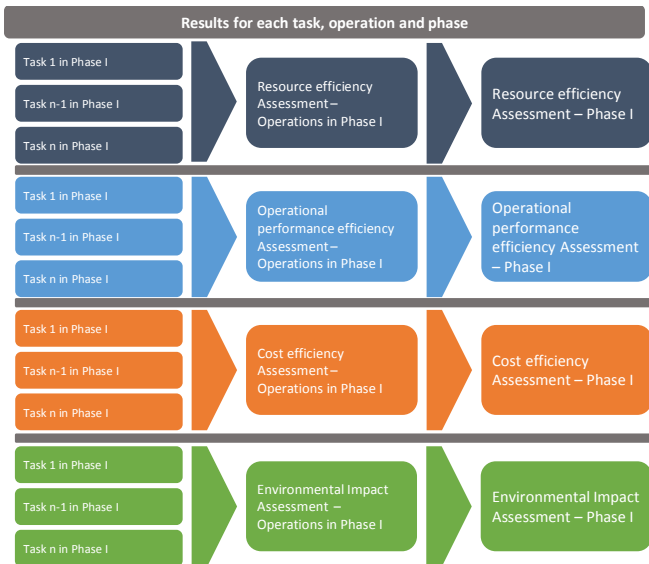 Results for each task, operation and phase
Task 1 in Phase I
Task n-1 in Phase I
Task n in Phase I
Resource efficiency
Assessment –
Operations in Phase I
Resource efficiency
Assessment – Phase I
Task 1 in Phase I
Task n-1 in Phase I
Task n in Phase I
Operational
performance efficiency
Assessment –
Operations in Phase I
Operational
performance
efficiency Assessment
– Phase I
Task 1 in Phase I
Task n-1 in Phase I
Task n in Phase I
Cost efficiency
Assessment –
Operations in Phase I
Cost efficiency
Assessment – Phase I
Task 1 in Phase I
Task n-1 in Phase I
Task n in Phase I
Environmental Impact
Assessment –
Operations in Phase I
Environmental Impact
Assessment – Phase I